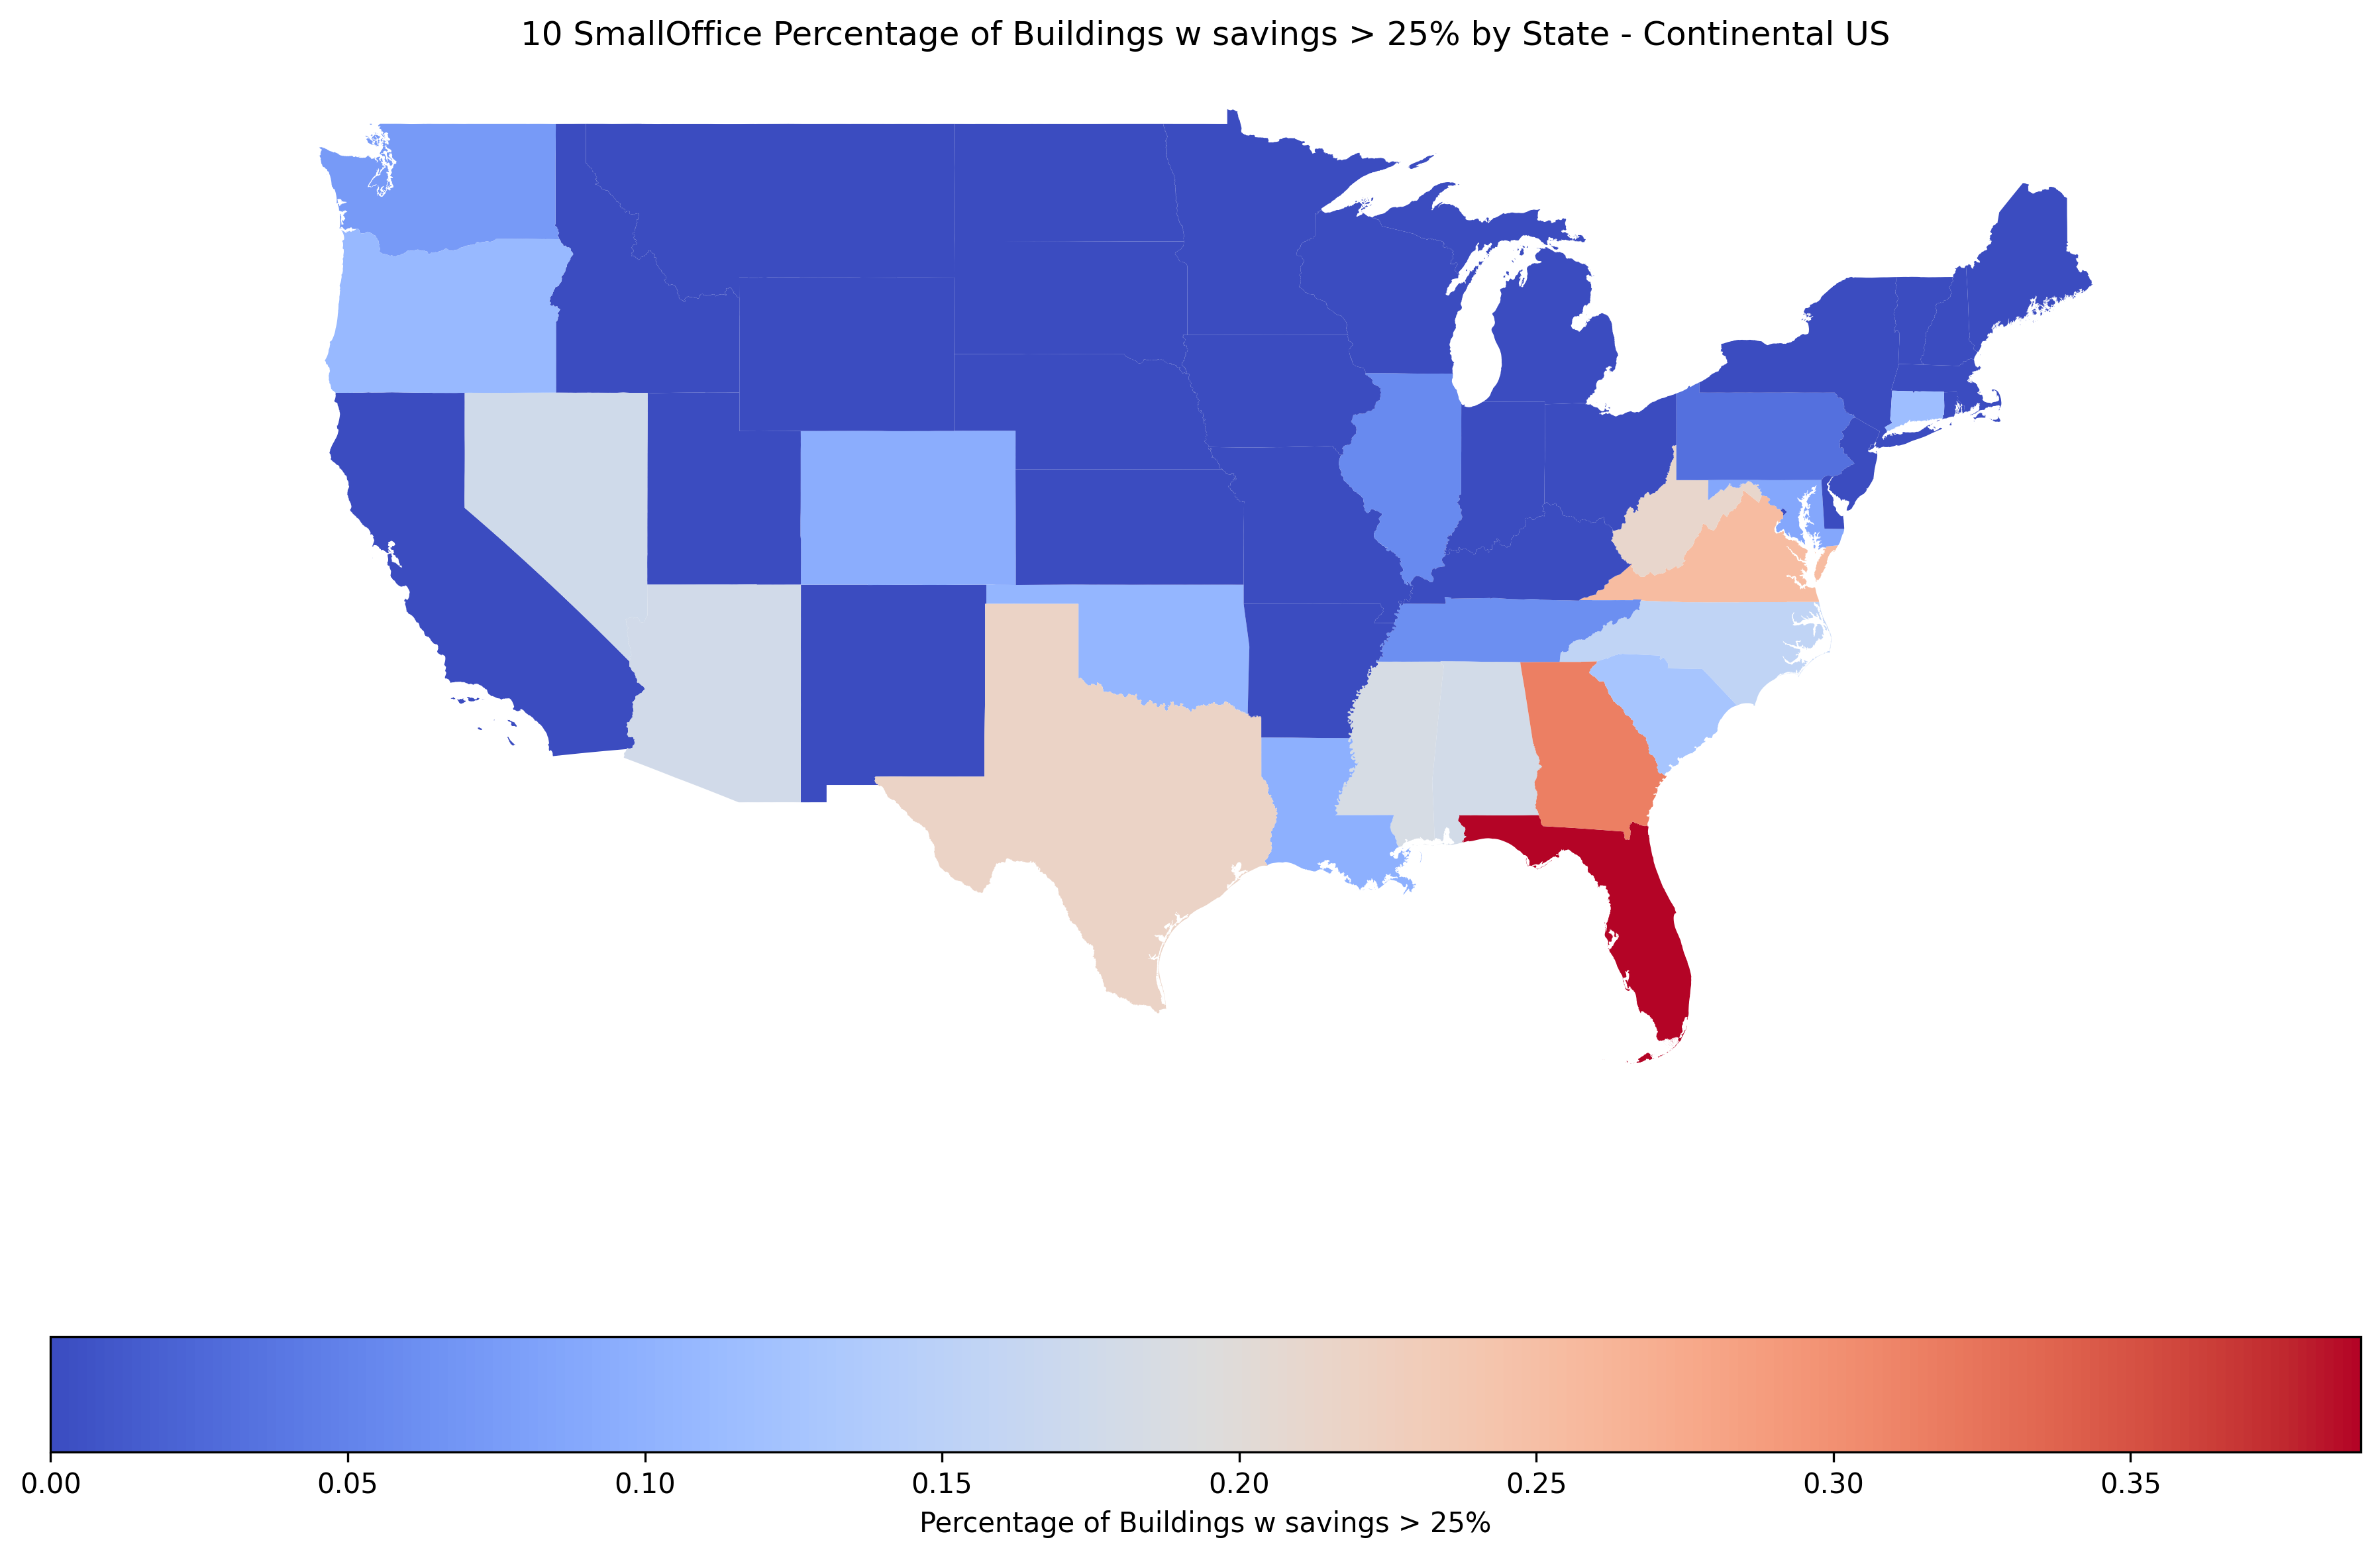 10 SmallOffice Percentage of Buildings w savings > 25% by State - Continental US
0.00 0.05 0.10 0.15 0.20 0.25 0.30 0.35
Percentage of Buildings w savings > 25%